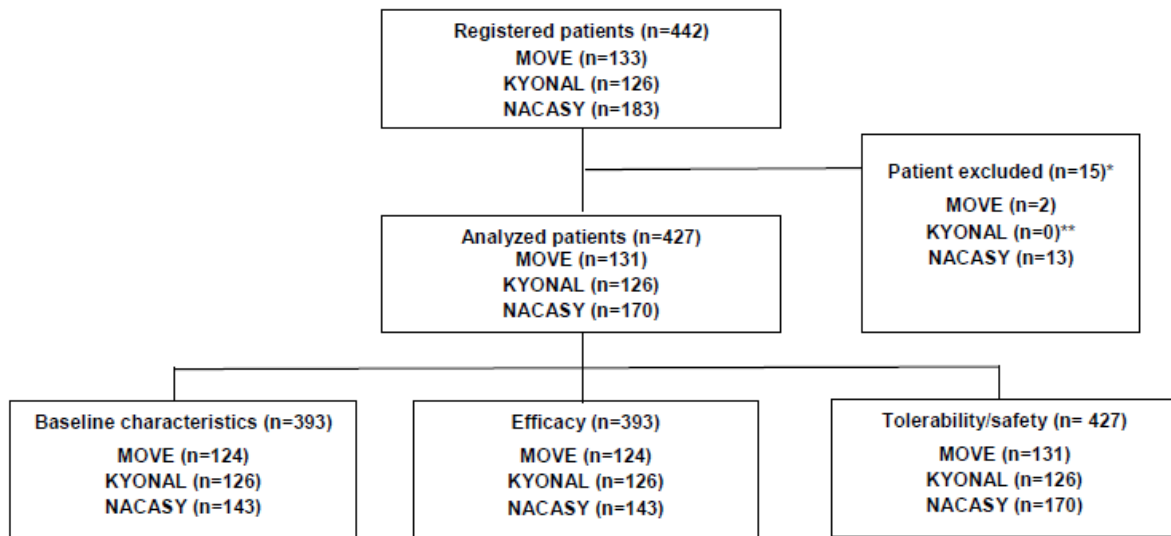 Registered patients (n=442)
MOVE (n=133)
KYONAL (n=126)
NACASY (n=183)
Patient excluded (n=15)*
MOVE (n=2)
KYONAL (n=0)**
NACASY (n=13)
Analyzed patients (n=427)
MOVE (n=131)
KYONAL (n=126)
NACASY (n=170)
Baseline characteristics (n=393)
MOVE (n=124)
KYONAL (n=126)
NACASY (n=143)
Efficacy (n=393)
MOVE (n=124)
KYONAL (n=126)
NACASY (n=143)
Tolerability/safety (n= 427)
MOVE (n=131)
KYONAL (n=126)
NACASY (n=170)